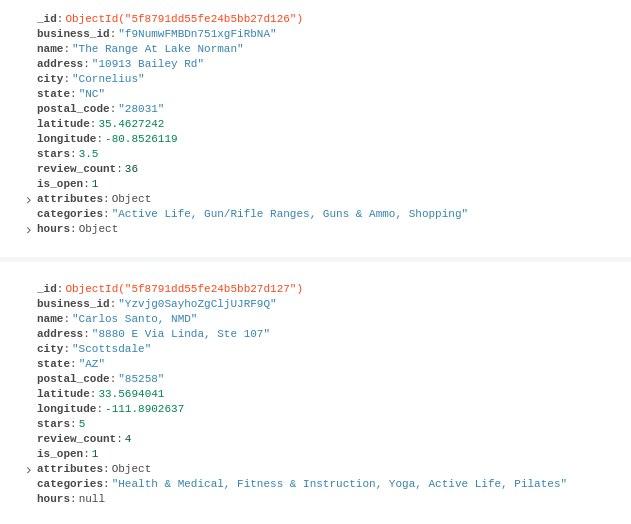 _id: ObjectId("5f8791dd55fe24b5bb27d126")
business_id: "f9NumwFMBDn751xgFiRbNA"
name: "The Range At Lake Norman"
address: "10913 Bailey Rd"
city: "Cornelius"
state: "NC"
postal_code: "28031"
latitude: 35.4627242
longitude: -80.8526119
stars: 3.5
review_count: 36
is_open: 1
> attributes: Object
categories: "Active Life, Gun/Rifle Ranges, Guns & Ammo, Shopping"
> hours: Object
_id: ObjectId("5f8791dd55fe24b5bb27d127")
business_id: "Yzvjg0SayhoZgCljUJRF9Q"
name: "Carlos Santo, NMD"
address: "8880 E Via Linda, Ste 107"
city: "Scottsdale"
state: "AZ"
postal_code: "85258"
latitude: 33.5694041
longitude: -111.8902637
stars: 5
review_count: 4
is_open: 1
> attributes: Object
categories: "Health & Medical, Fitness & Instruction, Yoga, Active Life, Pilates"
hours: null